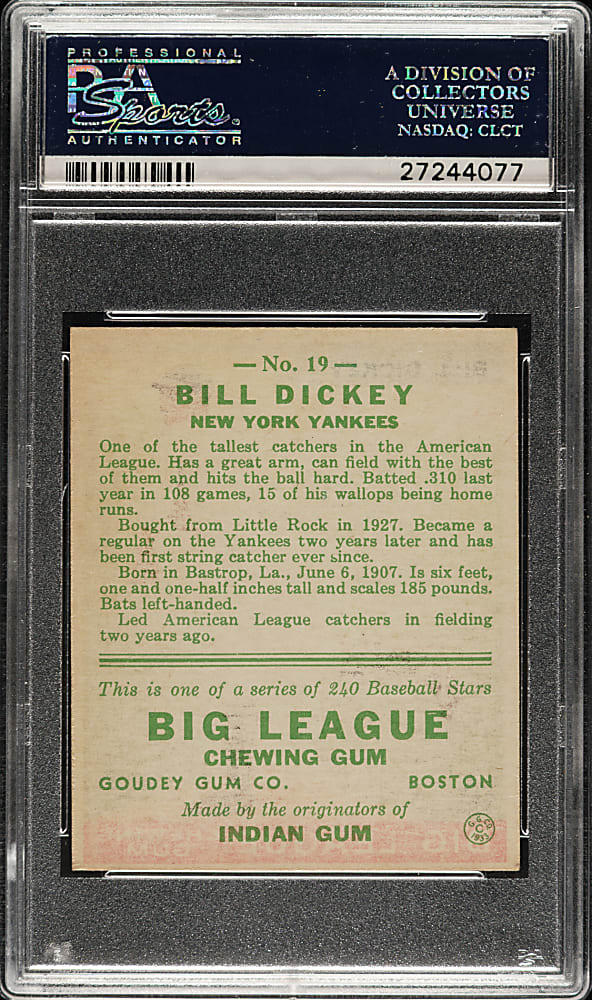 PROFESSIONAL
PSA
Sports.
AUTHENTICATOR
A DIVISION OF
COLLECTORS
UNIVERSE
NASDAQ: CLCT
27244077
— No. 19 —
BILL DICKEY
NEW YORK YANKEES
One of the tallest catchers in the American
League. Has a great arm, can field with the best
of them and hits the ball hard. Batted .310 last
year in 108 games, 15 of his wallops being home
runs.
Bought from Little Rock in 1927. Became a
regular on the Yankees two years later and has
been first string catcher ever since.
Born in Bastrop, La., June 6, 1907. Is six feet,
one and one-half inches tall and scales 185 pounds.
Bats left-handed.
Led American League catchers in fielding
two years ago.
This is one of a series of 240 Baseball Stars
BIG LEAGUE
CHEWING GUM
GOUDEY GUM CO. BOSTON
Made by the originators of
INDIAN GUM
G. G. CO.
C
1933